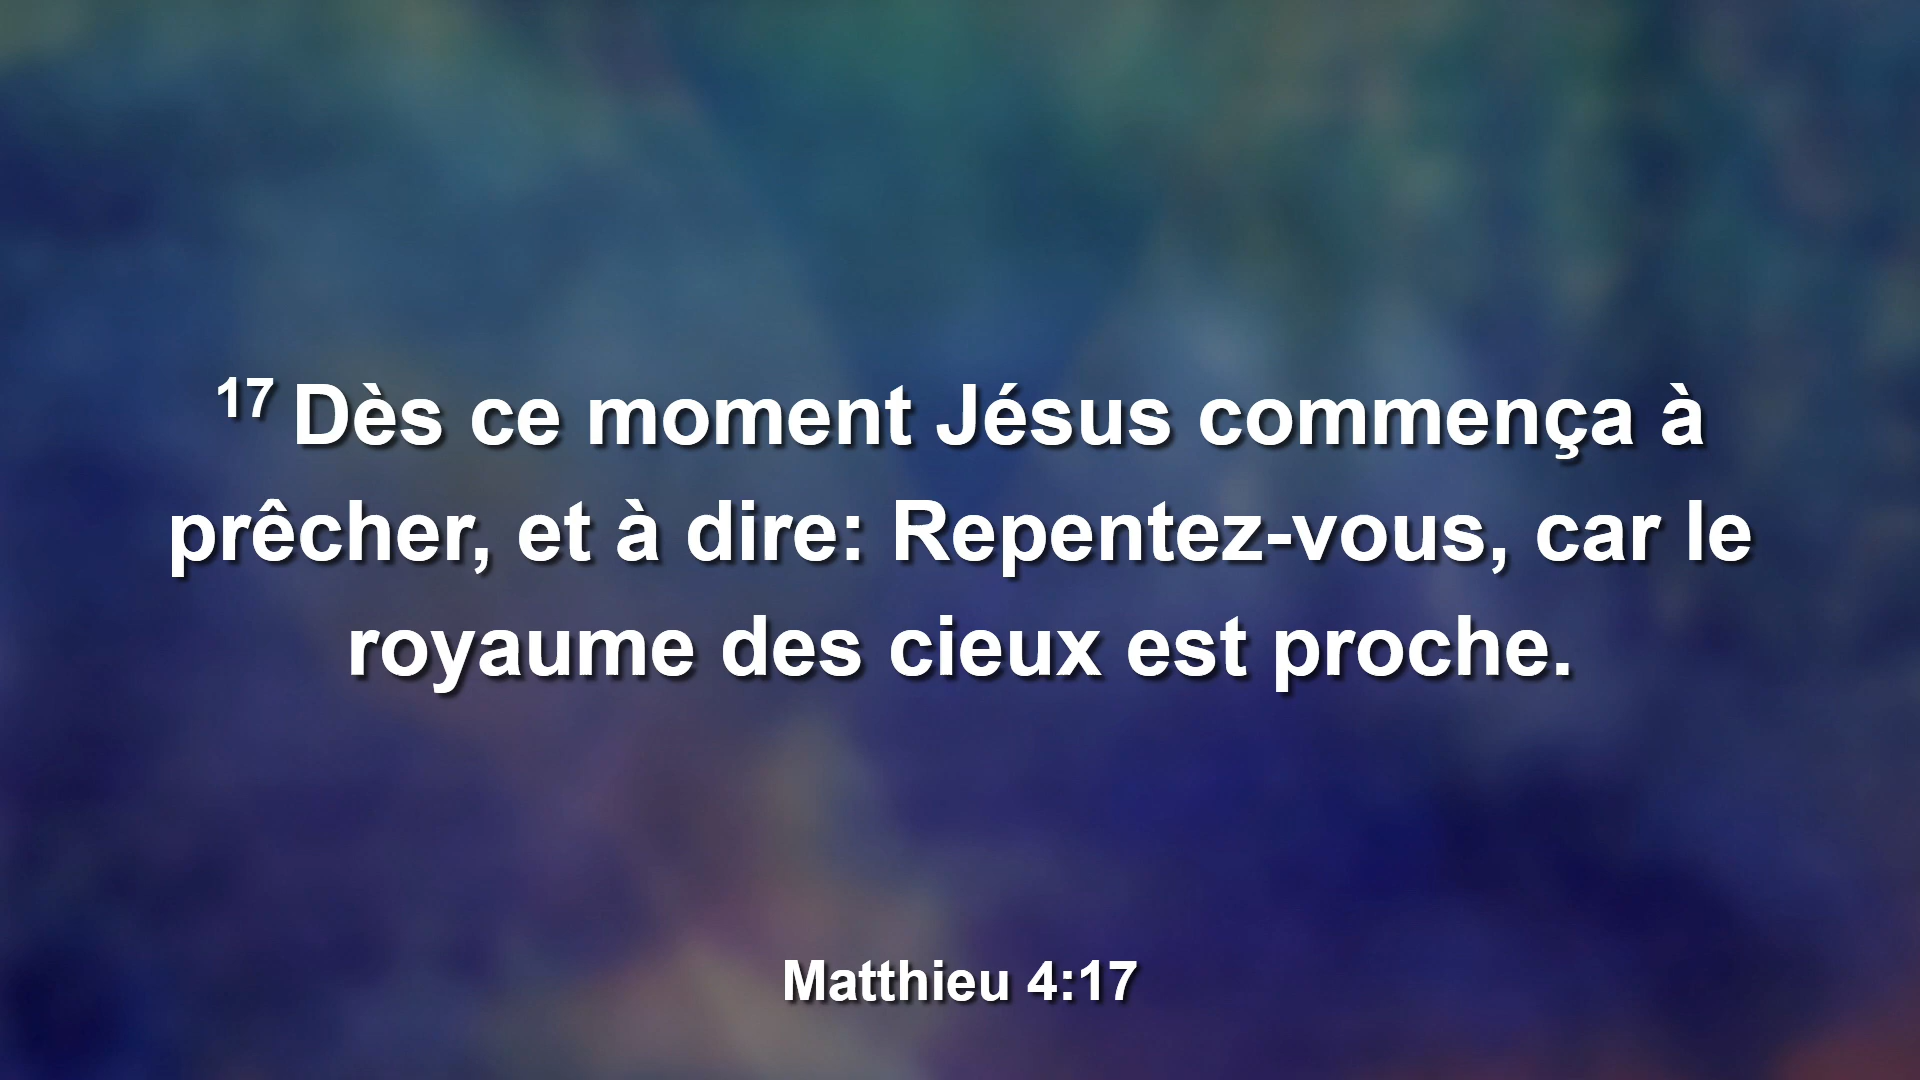 17 Dès ce moment Jésus commença à
prêcher, et à dire: Repentez-vous, car le
royaume des cieux est proche.
Matthieu 4:17